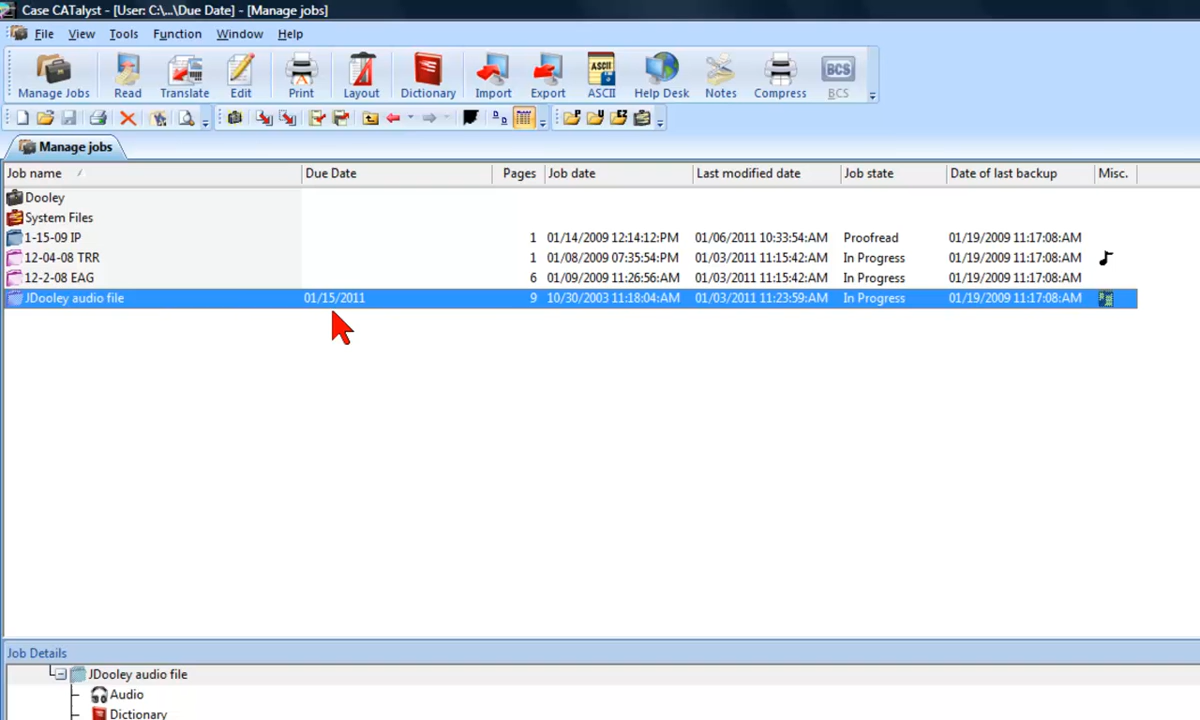 Case CATalyst - [User: C:\...\Due Date] - [Manage jobs]
File View Tools Function Window Help
Manage Jobs Read Translate Edit Print Layout Dictionary Import Export ASCII Help Desk Notes Compress BCS
ASCII
BCS
Manage jobs
Job name Due Date Pages Job date Last modified date Job state Date of last backup Misc.
Dooley
System Files
1-15-09 IP 1 01/14/2009 12:14:12:PM 01/06/2011 10:33:54:AM Proofread 01/19/2009 11:17:08:AM
12-04-08 TRR 1 01/08/2009 07:35:54:PM 01/03/2011 11:15:42:AM In Progress 01/19/2009 11:17:08:AM
12-2-08 EAG 6 01/09/2009 11:26:56:AM 01/03/2011 11:15:42:AM In Progress 01/19/2009 11:17:08:AM
JDooley audio file 01/15/2011 9 10/30/2003 11:18:04:AM 01/03/2011 11:23:59:AM In Progress 01/19/2009 11:17:08:AM
Job Details
JDooley audio file
Audio
Dictionary